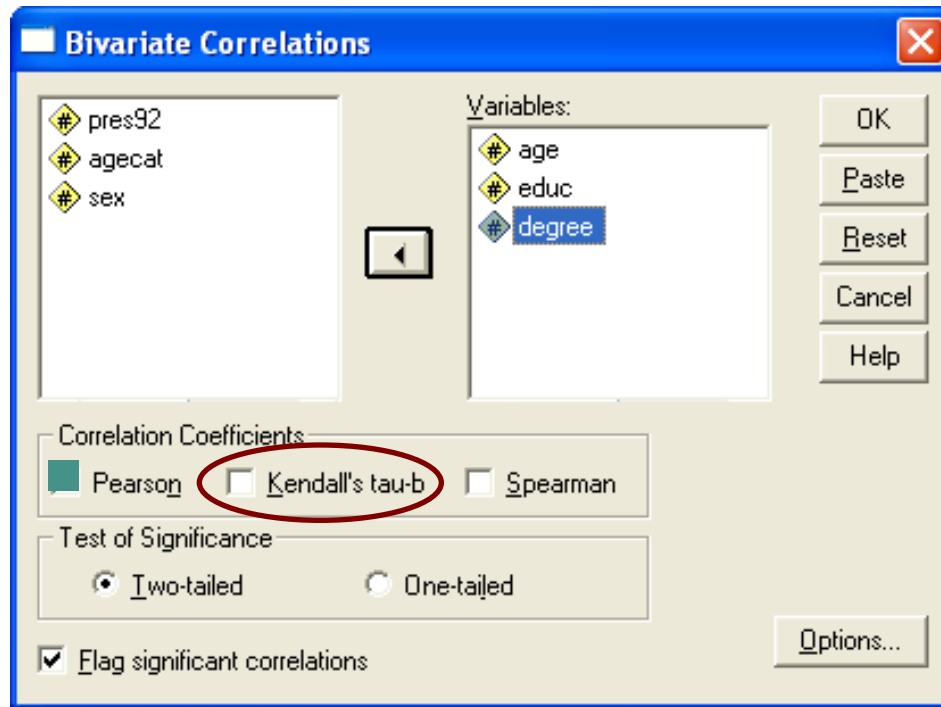 Bivariate Correlations
pres92
agecat
sex
Variables:
age
educ
degree
OK
Paste
Reset
Cancel
Help
Correlation Coefficients
Pearson Kendall's tau-b Spearman
Test of Significance
Two-tailed One-tailed
Flag significant correlations
Options...